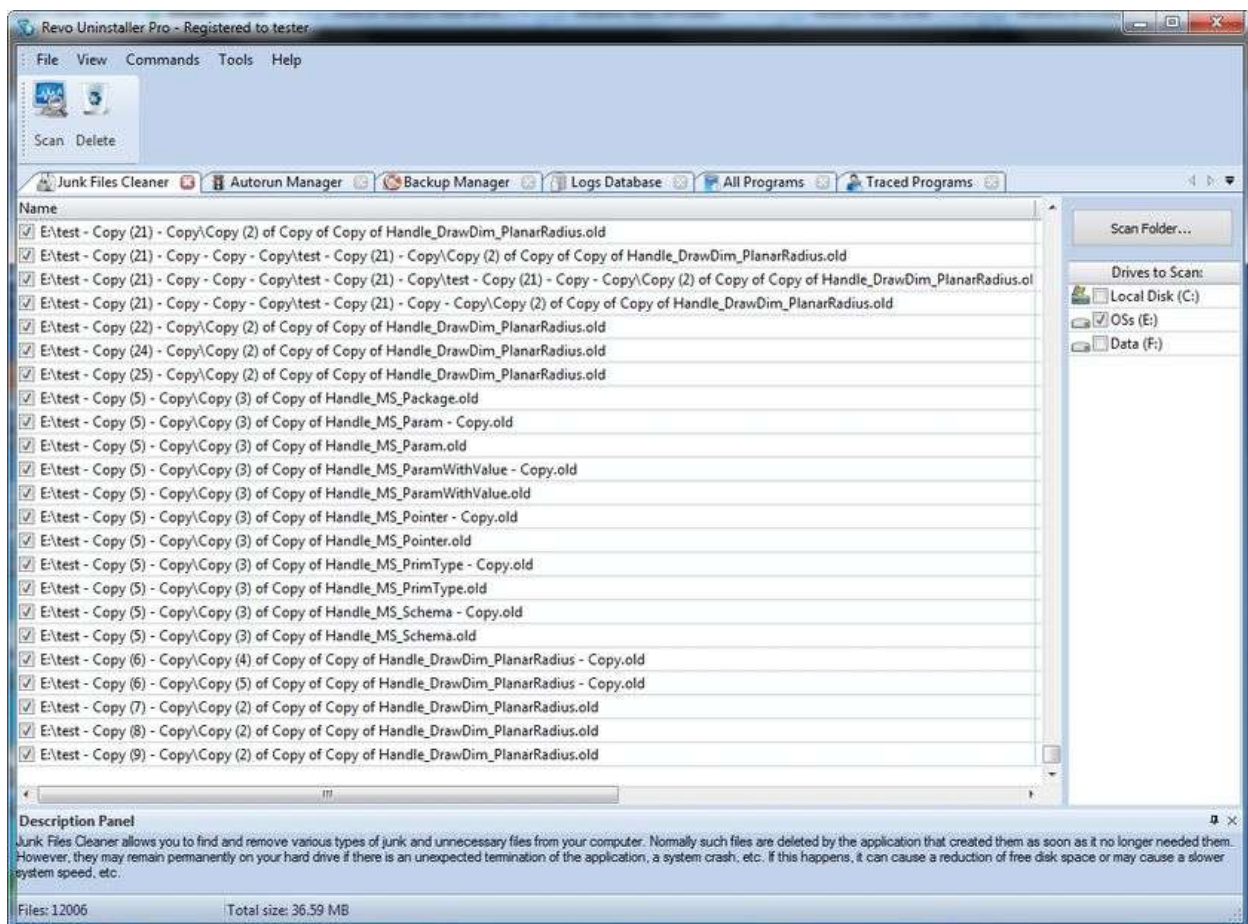 Revo Uninstaller Pro - Registered to tester
File View Commands Tools Help
Scan Delete
Junk Files Cleaner Autorun Manager Backup Manager Logs Database All Programs Traced Programs
Name
E:\test - Copy (21) - Copy\Copy (2) of Copy of Copy of Handle_DrawDim_PlanarRadius.old
E:\test - Copy (21) - Copy - Copy - Copy\test - Copy (21) - Copy\Copy (2) of Copy of Copy of Handle_DrawDim_PlanarRadius.old
E:\test - Copy (21) - Copy - Copy - Copy\test - Copy (21) - Copy\test - Copy (21) - Copy - Copy\Copy (2) of Copy of Copy of Handle_DrawDim_PlanarRadius.ol
E:\test - Copy (21) - Copy - Copy - Copy\test - Copy (21) - Copy - Copy\Copy (2) of Copy of Copy of Handle_DrawDim_PlanarRadius.old
E:\test - Copy (22) - Copy\Copy (2) of Copy of Copy of Handle_DrawDim_PlanarRadius.old
E:\test - Copy (24) - Copy\Copy (2) of Copy of Copy of Handle_DrawDim_PlanarRadius.old
E:\test - Copy (25) - Copy\Copy (2) of Copy of Copy of Handle_DrawDim_PlanarRadius.old
E:\test - Copy (5) - Copy\Copy (3) of Copy of Handle_MS_Package.old
E:\test - Copy (5) - Copy\Copy (3) of Copy of Handle_MS_Param - Copy.old
E:\test - Copy (5) - Copy\Copy (3) of Copy of Handle_MS_Param.old
E:\test - Copy (5) - Copy\Copy (3) of Copy of Handle_MS_ParamWithValue - Copy.old
E:\test - Copy (5) - Copy\Copy (3) of Copy of Handle_MS_ParamWithValue.old
E:\test - Copy (5) - Copy\Copy (3) of Copy of Handle_MS_Pointer - Copy.old
E:\test - Copy (5) - Copy\Copy (3) of Copy of Handle_MS_Pointer.old
E:\test - Copy (5) - Copy\Copy (3) of Copy of Handle_MS_PrimType - Copy.old
E:\test - Copy (5) - Copy\Copy (3) of Copy of Handle_MS_PrimType.old
E:\test - Copy (5) - Copy\Copy (3) of Copy of Handle_MS_Schema - Copy.old
E:\test - Copy (5) - Copy\Copy (3) of Copy of Handle_MS_Schema.old
E:\test - Copy (6) - Copy\Copy (4) of Copy of Copy of Handle_DrawDim_PlanarRadius - Copy.old
E:\test - Copy (6) - Copy\Copy (5) of Copy of Copy of Handle_DrawDim_PlanarRadius - Copy.old
E:\test - Copy (7) - Copy\Copy (2) of Copy of Copy of Handle_DrawDim_PlanarRadius.old
E:\test - Copy (8) - Copy\Copy (2) of Copy of Copy of Handle_DrawDim_PlanarRadius.old
E:\test - Copy (9) - Copy\Copy (2) of Copy of Copy of Handle_DrawDim_PlanarRadius.old
Scan Folder...
Drives to Scan:
Local Disk (C:)
OSs (E:)
Data (F:)
Description Panel
Junk Files Cleaner allows you to find and remove various types of junk and unnecessary files from your computer. Normally such files are deleted by the application that created them as soon as it no longer needed them.
However, they may remain permanently on your hard drive if there is an unexpected termination of the application, a system crash, etc. If this happens, it can cause a reduction of free disk space or may cause a slower
system speed, etc.
Files: 12006 Total size: 36.59 MB